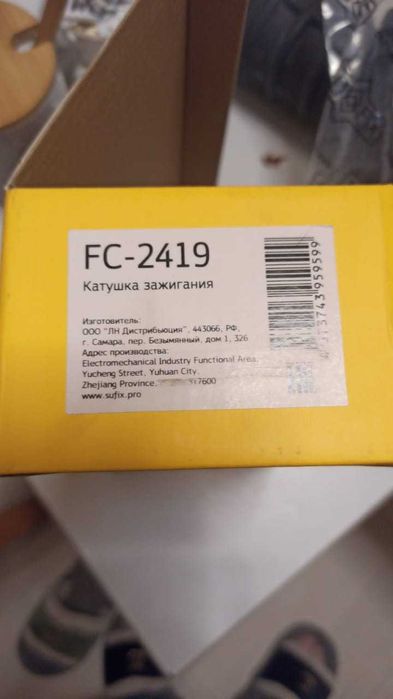 FC-2419
Катушка зажигания
Изготовитель:
ООО "ЛН Дистрибьюция", 443066, РФ,
г. Самара, пер. Безымянный, дом 1, 326
Адрес производства:
Electromechanical Industry Functional Area,
Yucheng Street, Yuhuan City,
Zhejiang Province,
www.sufix.pro